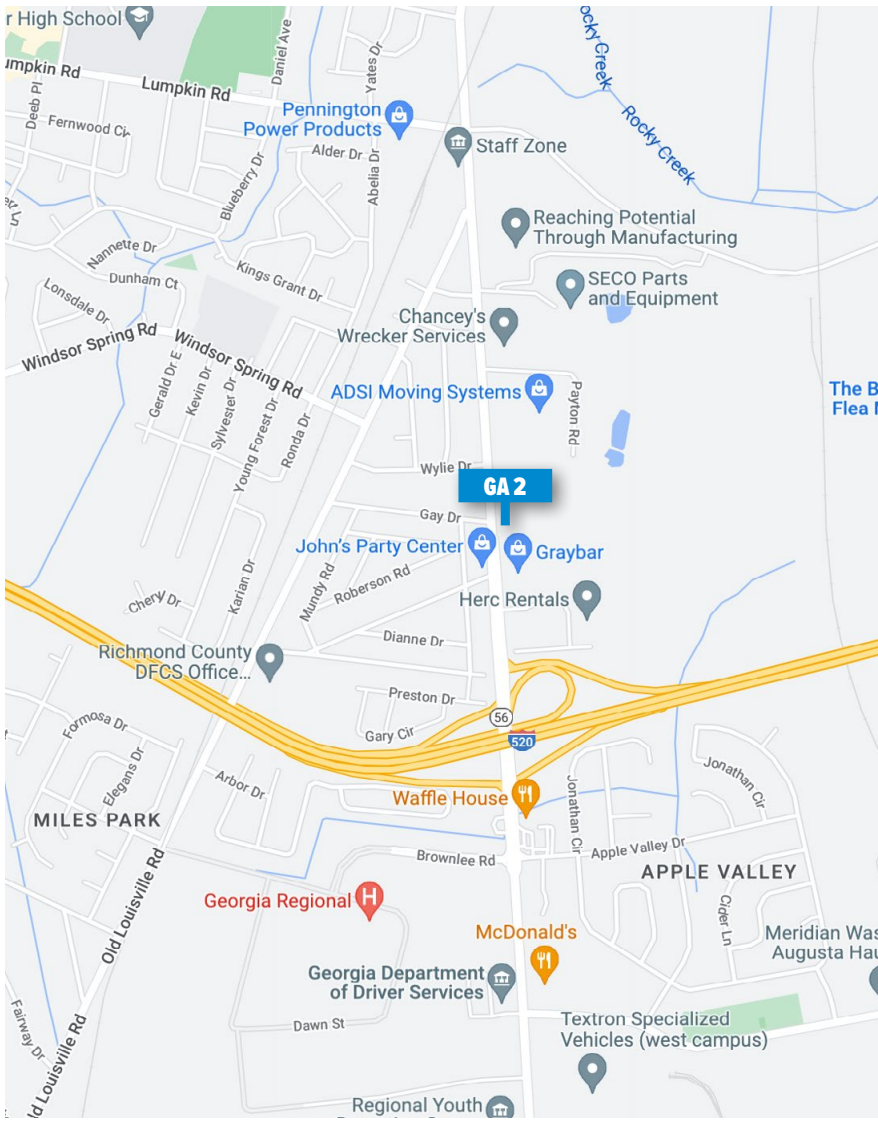 r High School
Daniel Ave
Yates Dr
Rocky Creek
umpkin Rd
Lumpkin Rd
Deeb Pl
Fernwood Cir
Pennington
Power Products
Staff Zone
Rocky Creek
Alder Dr
Abelia Dr
Blueberry Dr
Reaching Potential
Through Manufacturing
Nannette Dr
Kings Grant Dr
Dunham Ct
Lonsdale Dr
SECO Parts
and Equipment
Chancey's
Wrecker Services
Windsor Spring Rd
Windsor Spring Rd
Gerald Dr E
Kevin Dr
Sylvester Dr
Young Forest Dr
Ronda Dr
ADSI Moving Systems
Payton Rd
The B
Flea
Wylie Dr
GA 2
Gay Dr
John's Party Center
Graybar
Karian Dr
Mundy Rd
Roberson Rd
Herc Rentals
Cheryl Dr
Dianne Dr
Richmond County
DFCS Office...
Preston Dr
Formosa Dr
Gary Cir
56
520
Elegans Dr
Arbor Dr
Waffle House
Jonathan Cir
Jonathan Cir
MILES PARK
Brownlee Rd
Apple Valley Dr
APPLE VALLEY
Old Louisville Rd
Georgia Regional
H
Cider Ln
McDonald's
Meridian Was
Augusta Hau
Georgia Department
of Driver Services
Fairway Dr
Dawn St
Textron Specialized
Vehicles (west campus)
ld Louisville Rd
Regional Youth